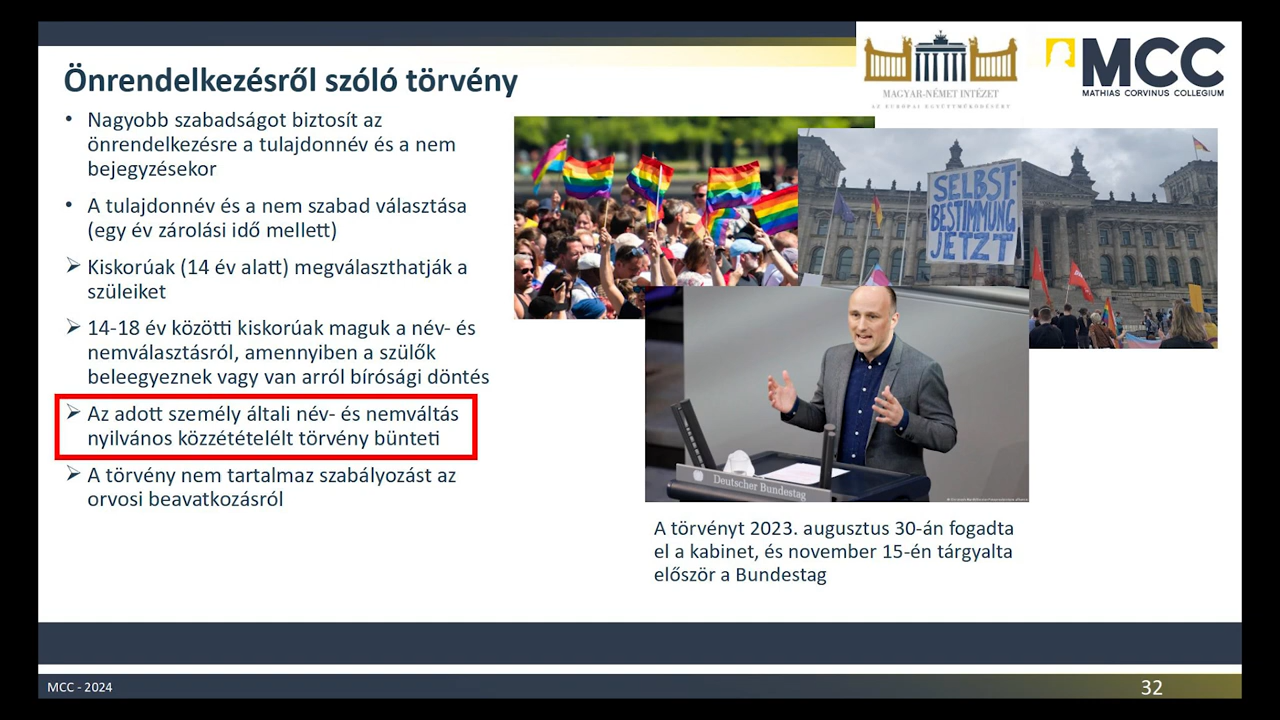 MAGYAR-NÉMET INTÉZET
AZ EURÓPAI EGYÜTTMŰKÖDÉSÉRT
MCC
MATHIAS CORVINUS COLLEGIUM
Önrendelkezésről szóló törvény
• Nagyobb szabadságot biztosít az
önrendelkezésre a tulajdonnév és a nem
bejegyzésekor
• A tulajdonnév és a nem szabad választása
(egy év zárolási idő mellett)
➢ Kiskorúak (14 év alatt) megválaszthatják a
szüleiket
➢ 14-18 év közötti kiskorúak maguk a név- és
nemválasztásról, amennyiben a szülők
beleegyeznek vagy van arról bírósági döntés
➢ Az adott személy általi név- és nemváltás
nyilvános közzétételélt törvény bünteti
➢ A törvény nem tartalmaz szabályozást az
orvosi beavatkozásról
SELBST-
BESTIMMUNG
JETZT
Deutscher Bundestag
A törvényt 2023. augusztus 30-án fogadta
el a kabinet, és november 15-én tárgyalta
először a Bundestag
MCC - 2024
32